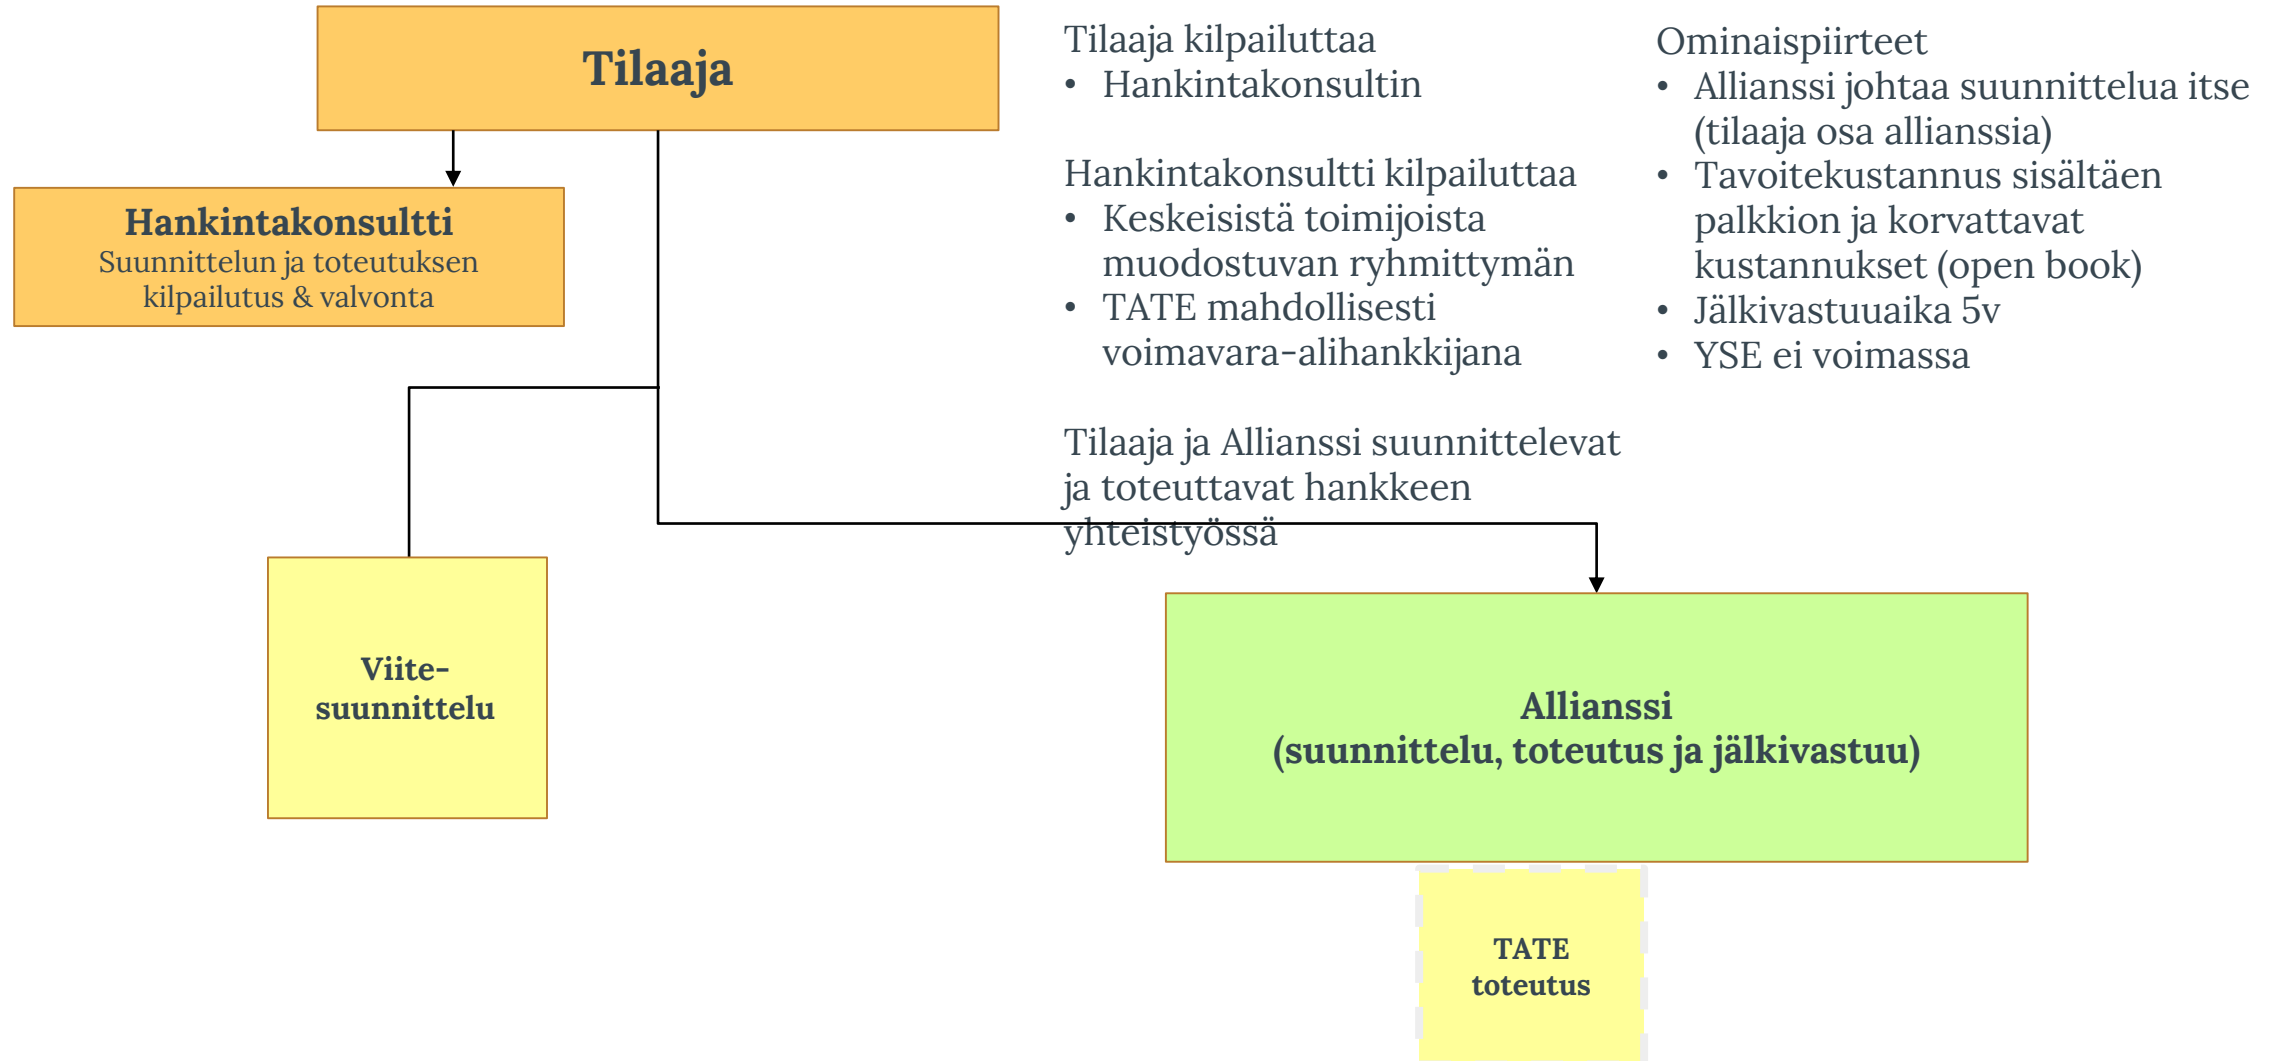 Tilaaja
Hankintakonsultti
Suunnittelun ja toteutuksen
kilpailutus & valvonta
Tilaaja kilpailuttaa
• Hankintakonsultin
Hankintakonsultti kilpailuttaa
• Keskeisistä toimijoista
muodostuvan ryhmittymän
• TATE mahdollisesti
voimavara-alihankkijana
Tilaaja ja Allianssi suunnittelevat
ja toteuttavat hankkeen
yhteistyössä
Ominaispiirteet
• Allianssi johtaa suunnittelua itse
(tilaaja osa allianssia)
• Tavoitekustannus sisältäen
palkkion ja korvattavat
kustannukset (open book)
• Jälkivastuuaika 5v
• YSE ei voimassa
Viite-
suunnittelu
Allianssi
(suunnittelu, toteutus ja jälkivastuu)
TATE
toteutus